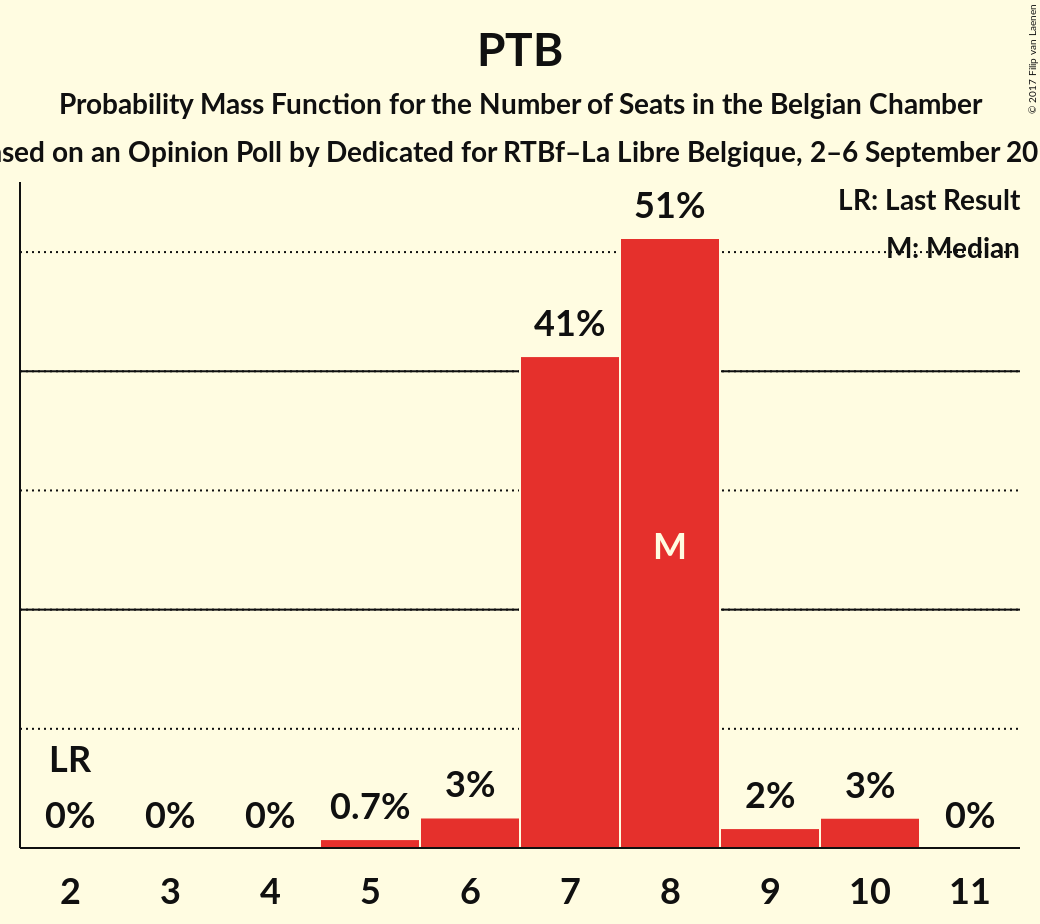 PTB
Probability Mass Function for the Number of Seats in the Belgian Chamber
on an Opinion Poll by Dedicated for RTBf–La Libre Belgique, 2–6 September
© 2017 Filip van Laenen
LR: Last Result
M: Median
51%
41%
M
LR
0%
0%
0%
0.7%
3%
2%
3%
0%
2
3
4
5
6
7
8
9
10
11